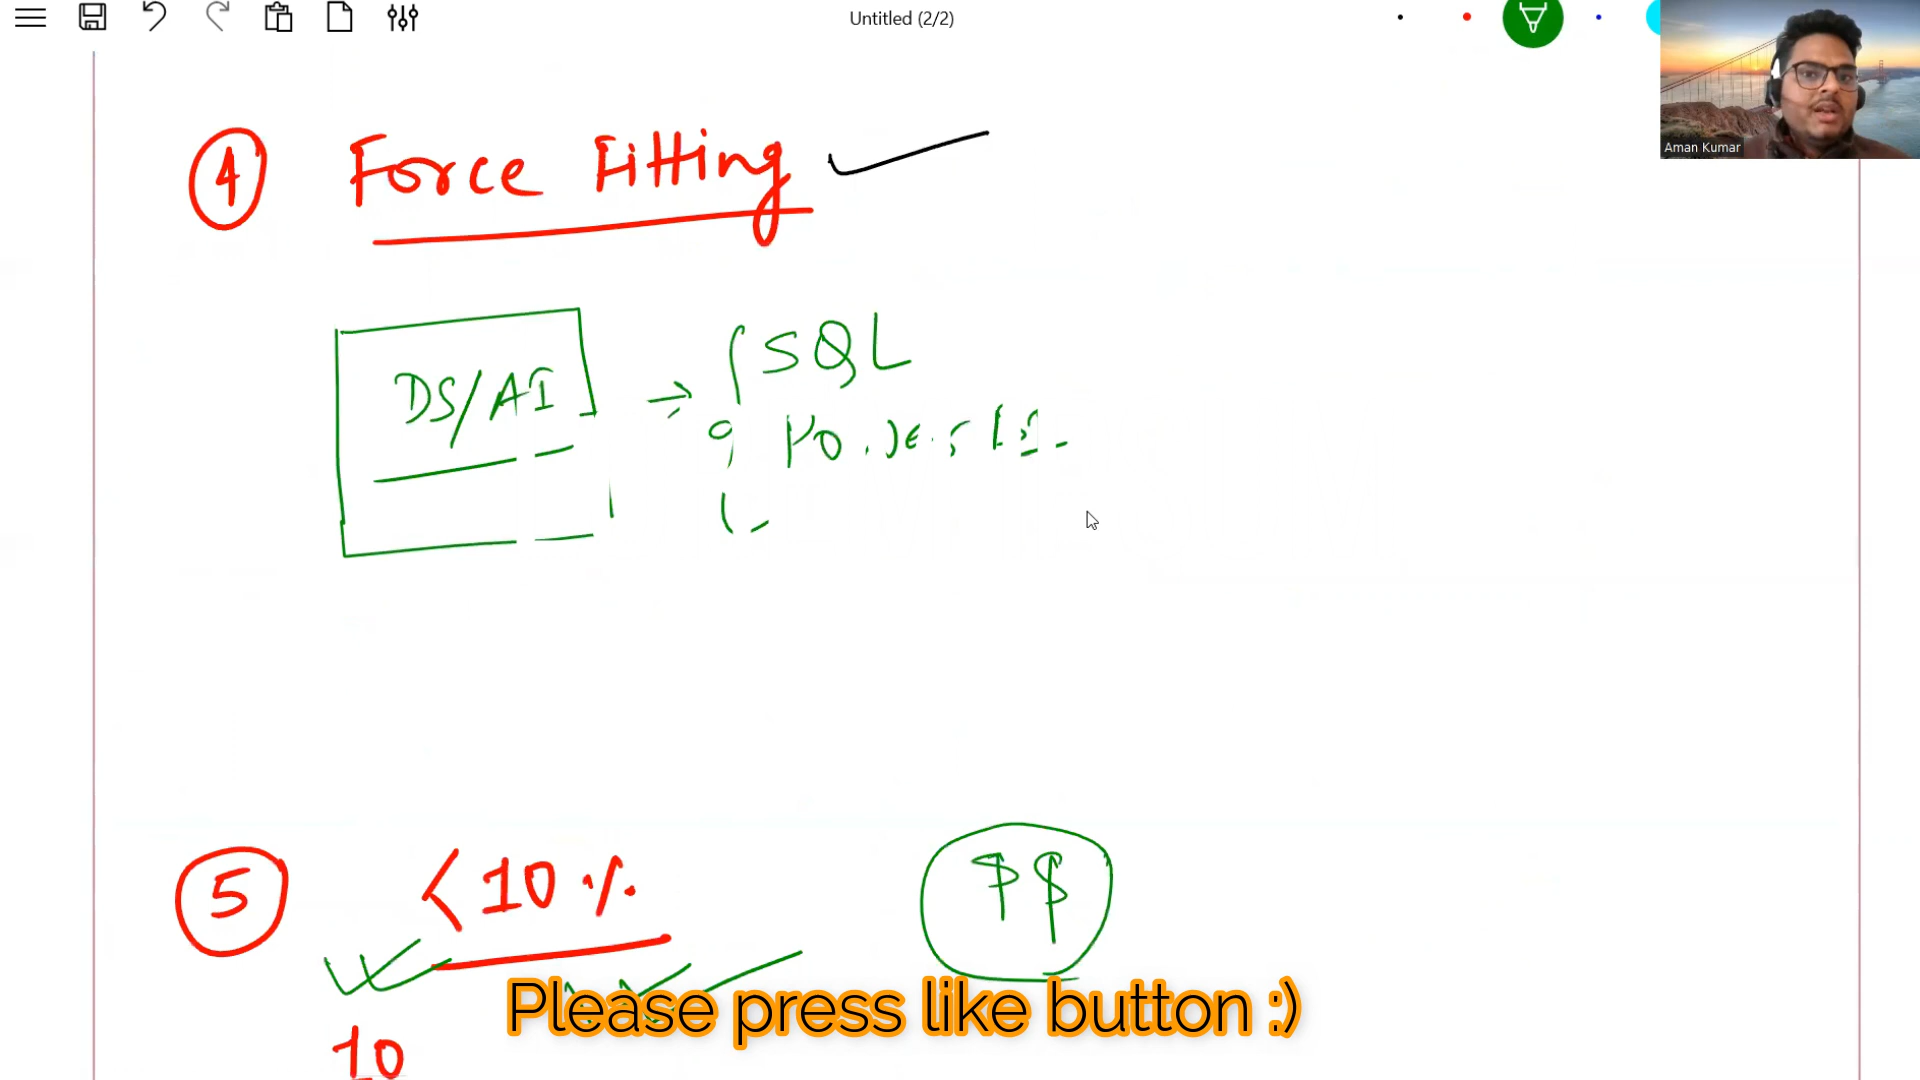 Untitled (2/2)
Aman Kumar
4 Force Fitting
DS/AI → SQL
5 <10% $$
Please press like button :)
10